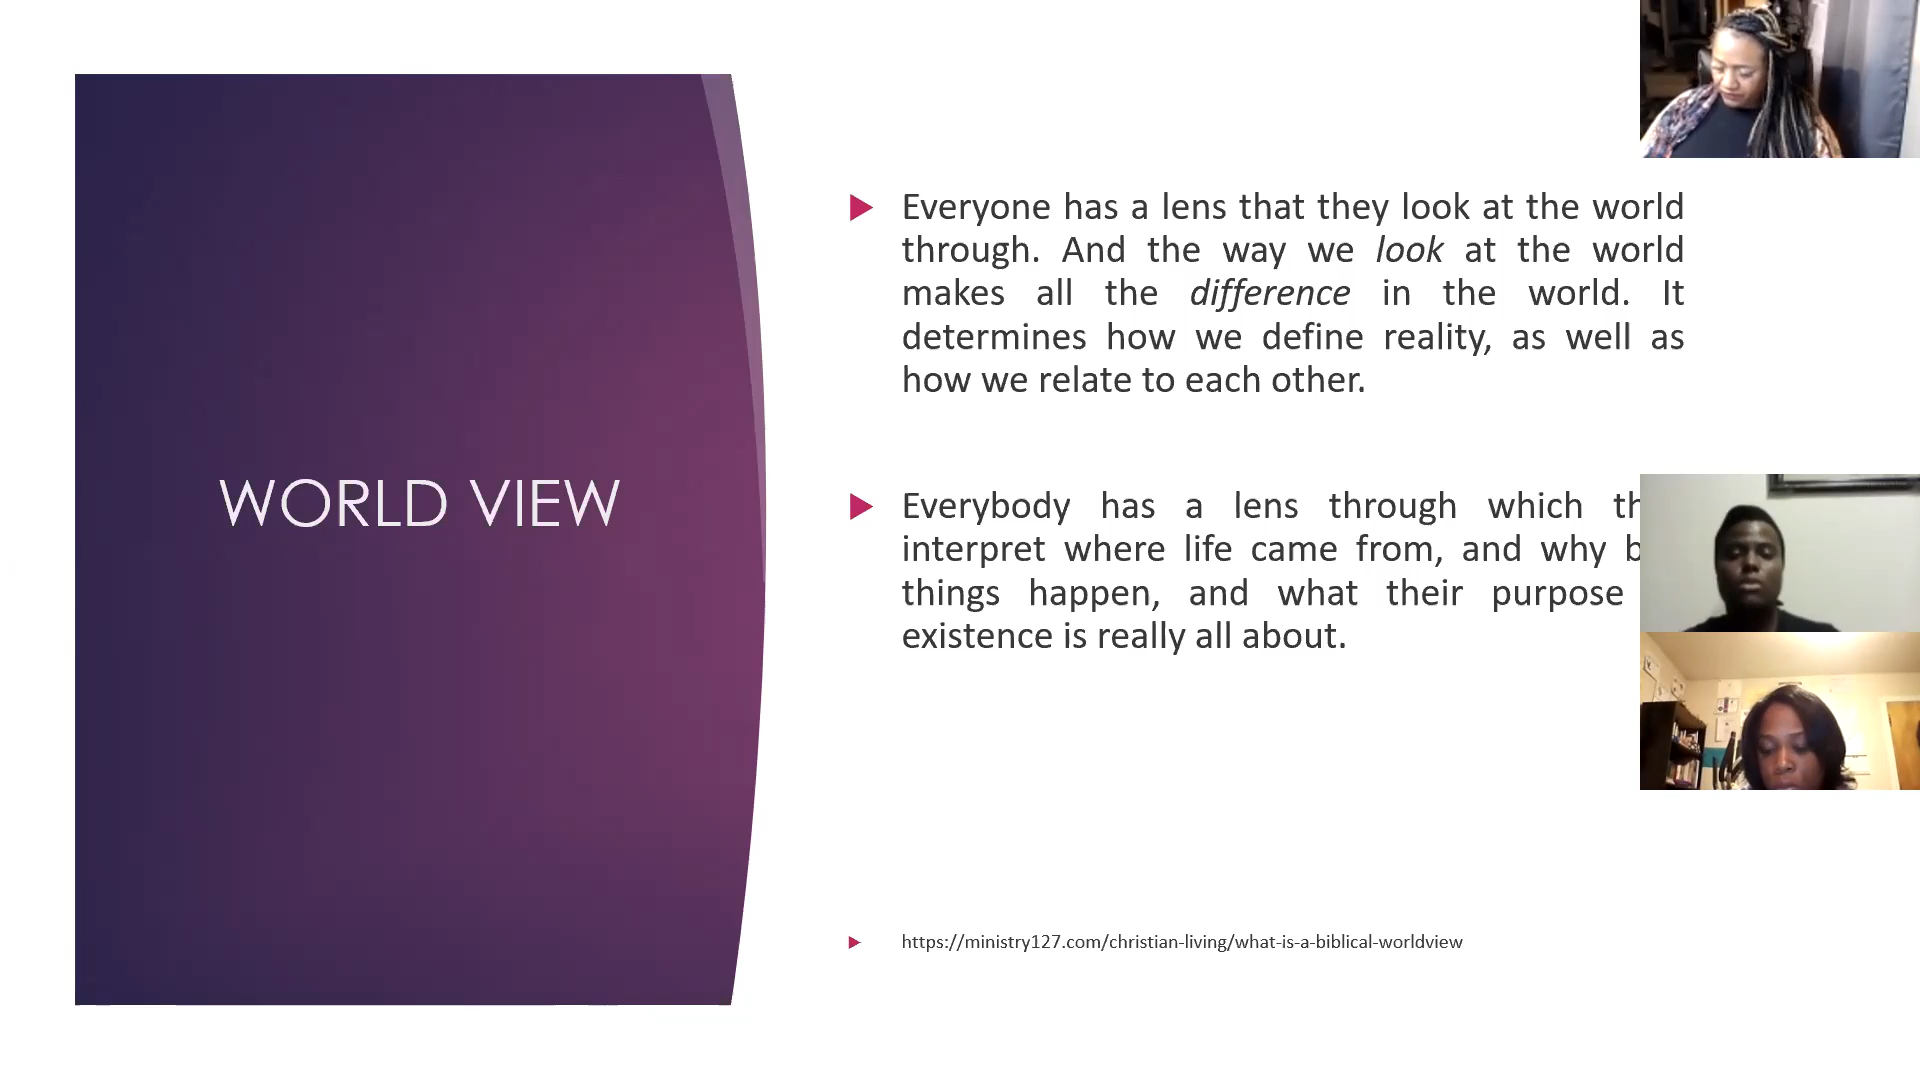 WORLD VIEW
Everyone has a lens that they look at the world
through. And the way we look at the world
makes all the difference in the world. It
determines how we define reality, as well as
how we relate to each other.
Everybody has a lens through which
interpret where life came from, and why
things happen, and what their purpose
existence is really all about.
https://ministry127.com/christian-living/what-is-a-biblical-worldview